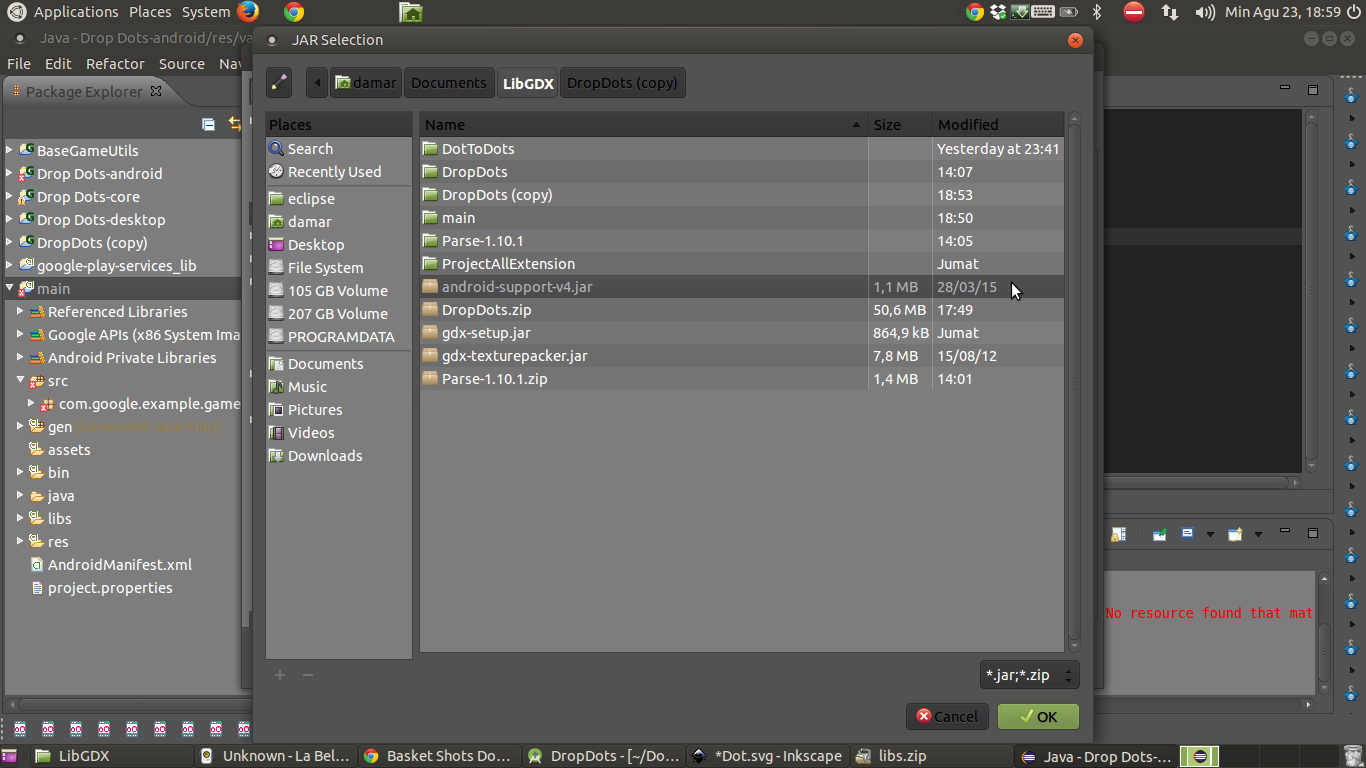 Applications Places System Min Agu 23, 18:59
Java - Drop Dots-android/res/va
JAR Selection
File Edit Refactor Source Nav
Package Explorer
damar Documents LibGDX DropDots (copy)
BaseGameUtils
Drop Dots-android
Drop Dots-core
Drop Dots-desktop
DropDots (copy)
google-play-services_lib
main
Referenced Libraries
Google APIs (x86 System Ima
Android Private Libraries
src
com.google.example.game
gen [Generated Java Files]
assets
bin
java
libs
res
AndroidManifest.xml
project.properties
Places
Search
Recently Used
eclipse
damar
Desktop
File System
105 GB Volume
207 GB Volume
PROGRAMDATA
Documents
Music
Pictures
Videos
Downloads
Name Size Modified
DotToDots Yesterday at 23:41
DropDots 14:07
DropDots (copy) 18:53
main 18:50
Parse-1.10.1 14:05
ProjectAllExtension Jumat
android-support-v4.jar 1,1 MB 28/03/15
DropDots.zip 50,6 MB 17:49
gdx-setup.jar 864,9 kB Jumat
gdx-texturepacker.jar 7,8 MB 15/08/12
Parse-1.10.1.zip 1,4 MB 14:01
No resource found that mat
*.jar;*.zip
Cancel OK
LibGDX Unknown - La Bel... Basket Shots Do... DropDots - [~/Do... *Dot.svg - Inkscape libs.zip Java - Drop Dots-...